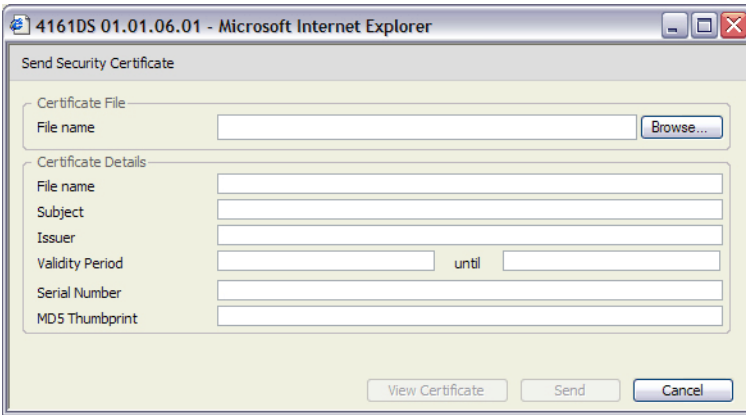 4161DS 01.01.06.01 - Microsoft Internet Explorer
Send Security Certificate
Certificate File
File name Browse...
Certificate Details
File name
Subject
Issuer
Validity Period until
Serial Number
MD5 Thumbprint
View Certificate Send Cancel